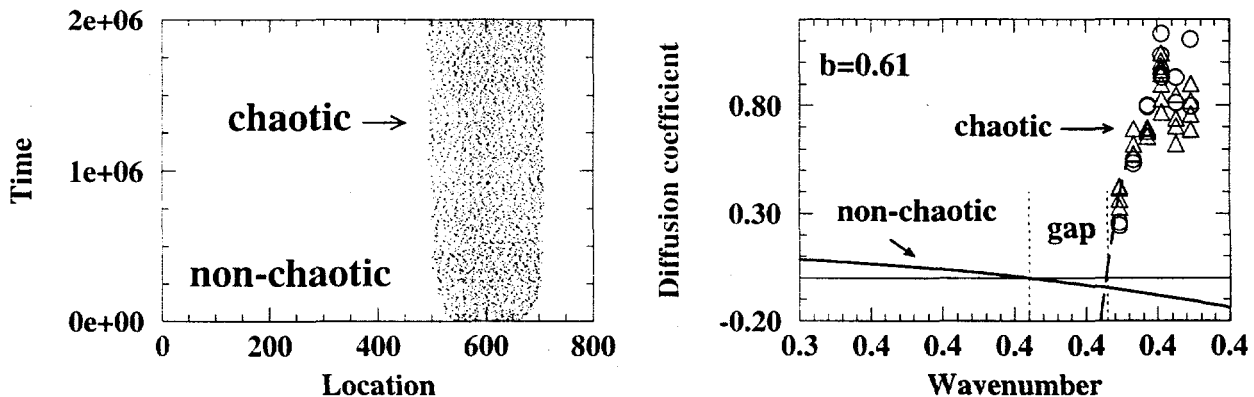 2e+06
1e+06
0e+00
Time
chaotic
non-chaotic
0
200
400
600
800
Location
Diffusion coefficient
b=0.61
0.80
0.30
-0.20
chaotic
non-chaotic
gap
0.3
0.4
0.4
0.4
0.4
0.4
0.4
Wavenumber